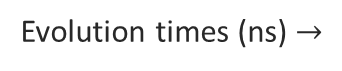 Evolution times (ns) →